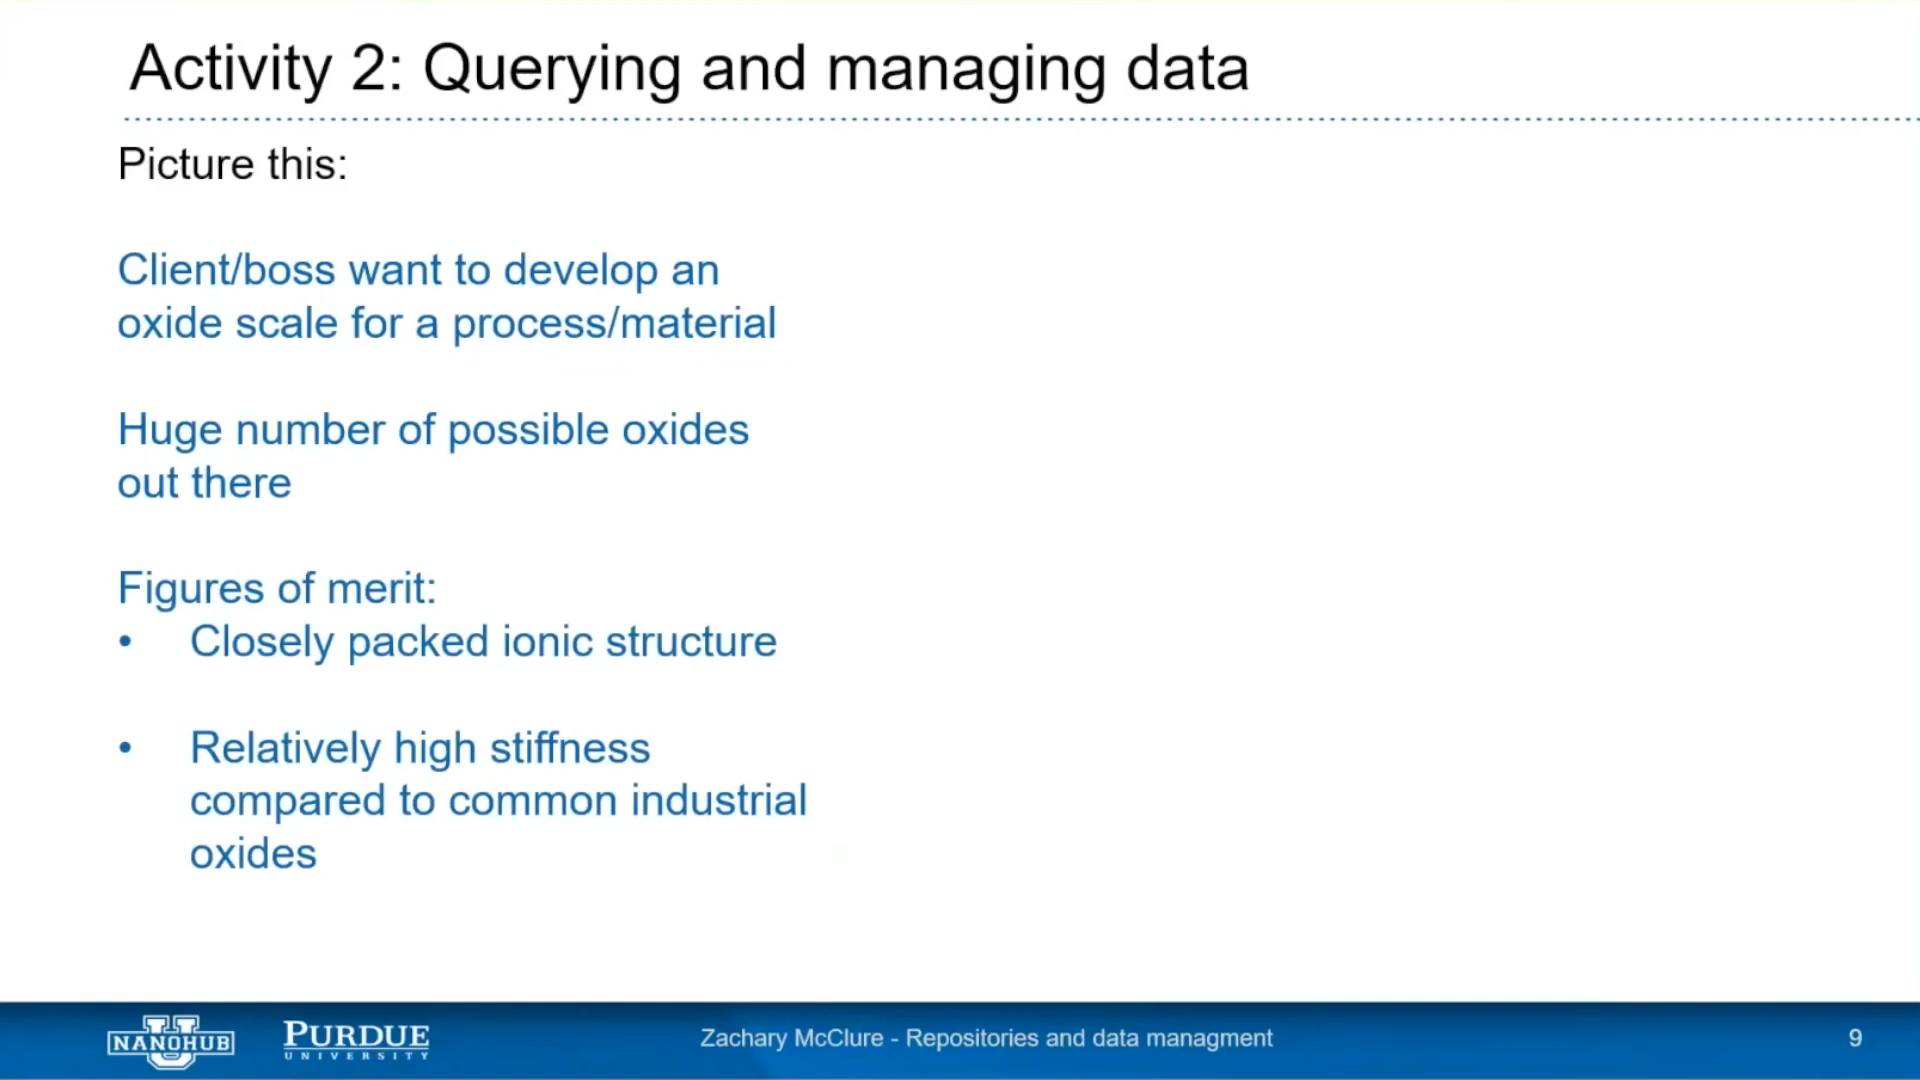 Activity 2: Querying and managing data
Picture this:
Client/boss want to develop an
oxide scale for a process/material
Huge number of possible oxides
out there
Figures of merit:
• Closely packed ionic structure
• Relatively high stiffness
compared to common industrial
oxides
NANOHUB
PURDUE
UNIVERSITY
Zachary McClure - Repositories and data managment
9